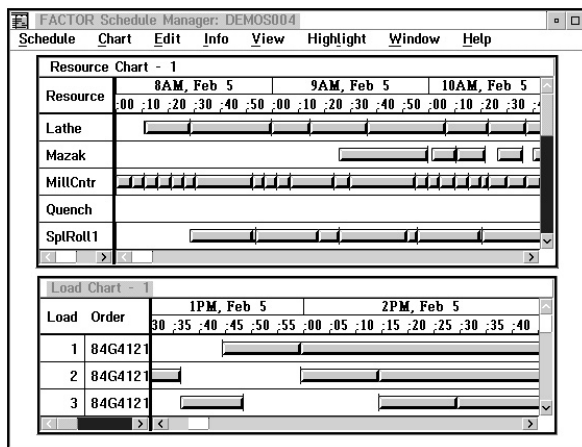 FACTOR Schedule Manager: DEMOS004
Schedule Chart Edit Info View Highlight Window Help
Resource Chart - 1
Resource 8AM, Feb 5 9AM, Feb 5 10AM, Feb 5
:00 :10 :20 :30 :40 :50 :00 :10 :20 :30 :40 :50 :00 :10 :20 :30 :4
Lathe
Mazak
MillCntr
Quench
SplRoll1
Load Chart - 1
Load Order 1PM, Feb 5 2PM, Feb 5
30 :35 :40 :45 :50 :55 :00 :05 :10 :15 :20 :25 :30 :35 :40
1 84G4121
2 84G4121
3 84G4121